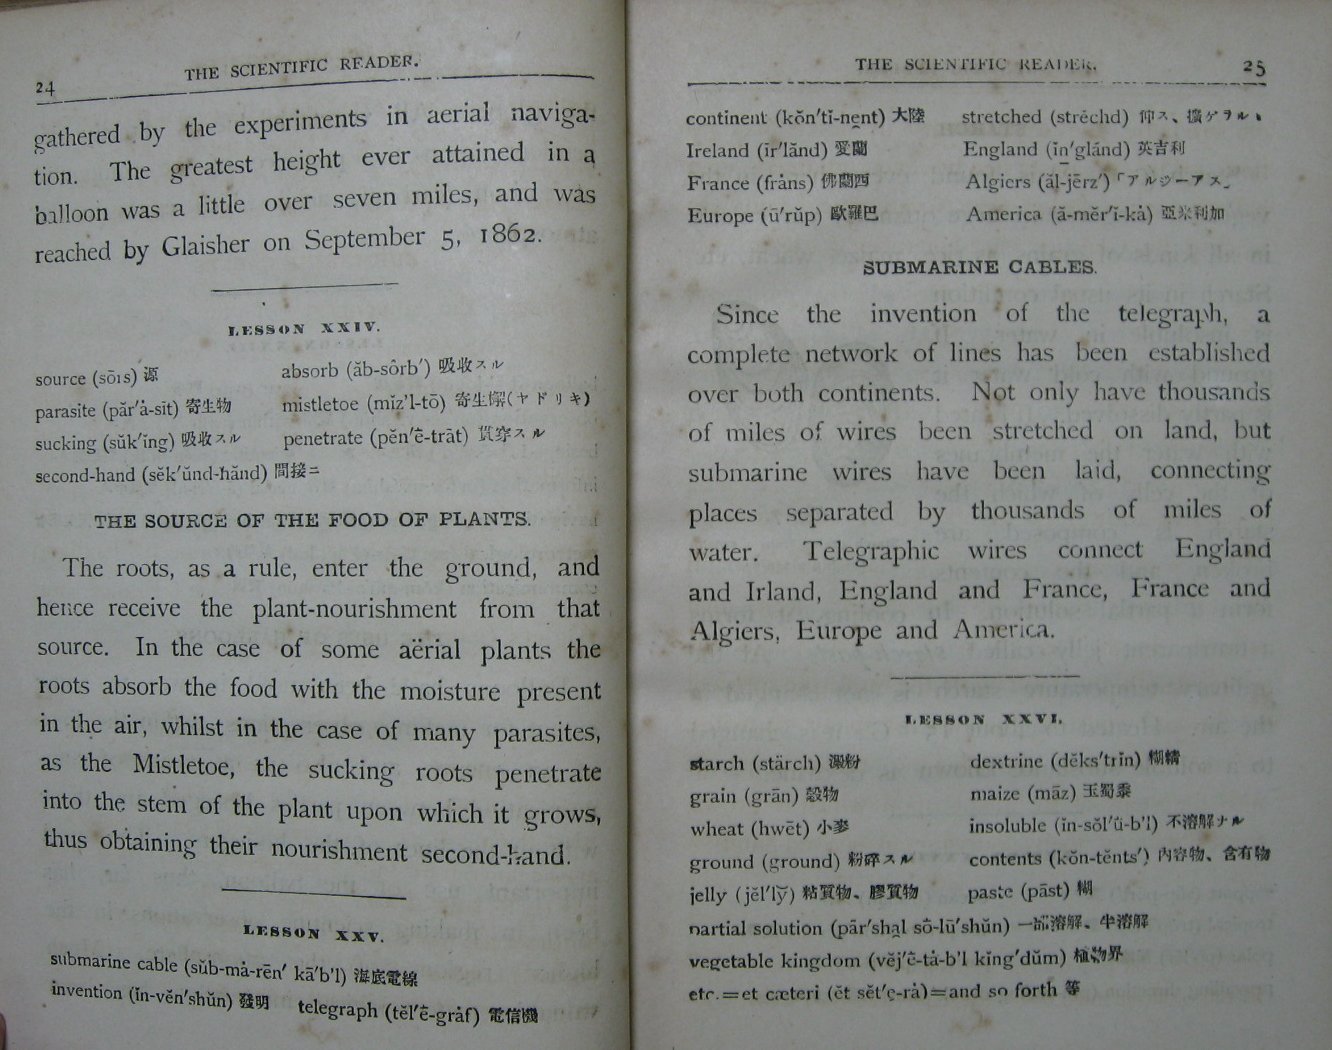 24
THE SCIENTIFIC READER.
gathered by the experiments in aerial naviga-
tion. The greatest height ever attained in a
balloon was a little over seven miles, and was
reached by Glaisher on September 5, 1862.
LESSON XXIV.
source (sōrs) 源 absorb (ăb-sôrb′) 吸收スル
parasite (păr′ȧ-sīt) 寄生物 mistletoe (mĭz′l-tō) 寄生懈(ヤドリキ)
sucking (sŭk′ing) 吸收スル penetrate (pĕn′ē-trāt) 貫穿スル
second-hand (sĕk′ŭnd-hănd) 間接ニ
THE SOURCE OF THE FOOD OF PLANTS.
The roots, as a rule, enter the ground, and
hence receive the plant-nourishment from that
source. In the case of some aërial plants the
roots absorb the food with the moisture present
in the air, whilst in the case of many parasites,
as the Mistletoe, the sucking roots penetrate
into the stem of the plant upon which it grows,
thus obtaining their nourishment second-hand.
LESSON XXV.
submarine cable (sŭb-mȧ-rēn′ kā′b'l) 海底電線
invention (ĭn-vĕn′shŭn) 發明 telegraph (tĕl′ē-grȧf) 電信機
THE SCIENTIFIC READER. 25
continent (kŏn′tĭ-nent) 大陸 stretched (strĕchd) 仰ス、擴ゲラル、
Ireland (īr′lănd) 愛蘭 England (ĭn′glănd) 英吉利
France (frȧns) 佛蘭西 Algiers (ăl-jērz′)「アルジーアス」
Europe (ū′rŭp) 歐羅巴 America (ȧ-mĕr′ĭ-kȧ) 亞米利加
SUBMARINE CABLES.
Since the invention of the telegraph, a
complete network of lines has been established
over both continents. Not only have thousands
of miles of wires been stretched on land, but
submarine wires have been laid, connecting
places separated by thousands of miles of
water. Telegraphic wires connect England
and Irland, England and France, France and
Algiers, Europe and America.
LESSON XXVI.
starch (stärch) 澱粉 dextrine (dĕks′trĭn) 糊精
grain (grān) 穀物 maize (māz) 玉蜀黍
wheat (hwēt) 小麥 insoluble (ĭn-sŏl′û-b'l) 不溶解ナル
ground (ground) 粉碎スル contents (kŏn-tĕnts′) 内容物、含有物
jelly (jĕl′lў) 粘質物、膠質物 paste (pāst) 糊
partial solution (pär′shal sō-lū′shŭn) 一部溶解、半溶解
vegetable kingdom (vĕj′ē-tȧ-b'l kĭng′dŭm) 植物界
etc.=et cæteri (ĕt sĕt′e-rȧ)=and so forth 等